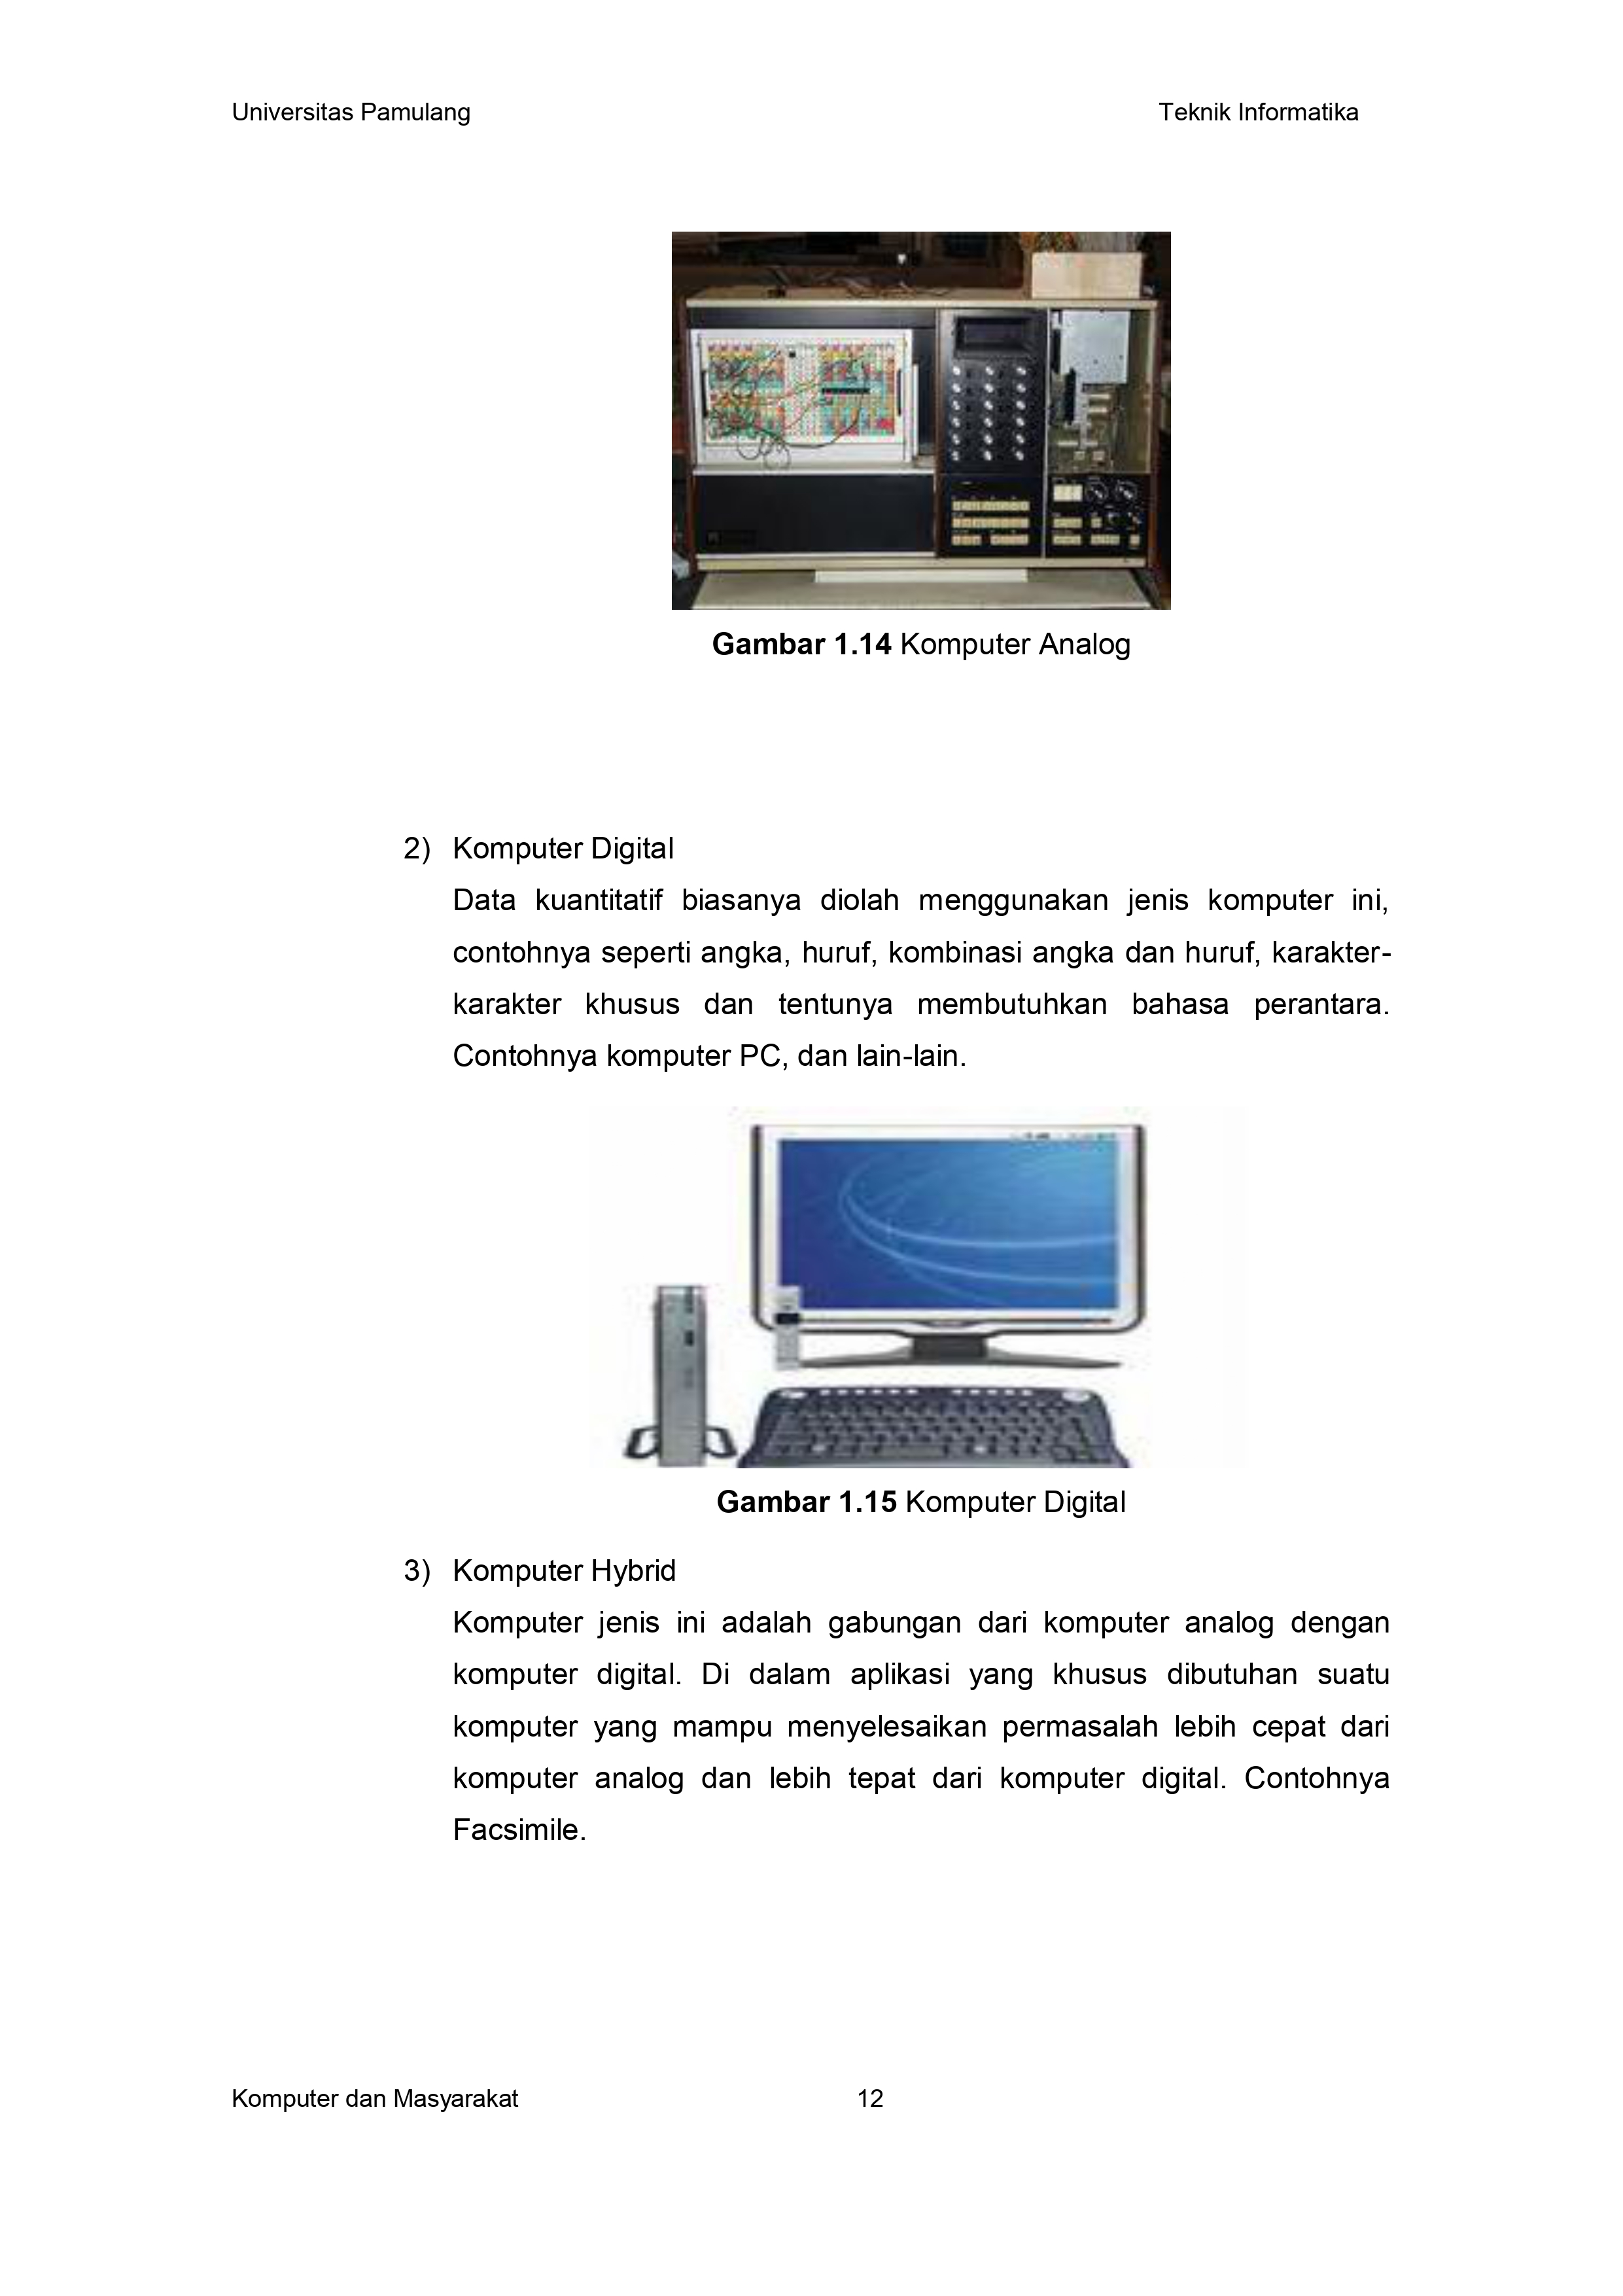 Universitas Pamulang Teknik Informatika
Gambar 1.14 Komputer Analog
2) Komputer Digital
Data kuantitatif biasanya diolah menggunakan jenis komputer ini,
contohnya seperti angka, huruf, kombinasi angka dan huruf, karakter-
karakter khusus dan tentunya membutuhkan bahasa perantara.
Contohnya komputer PC, dan lain-lain.
Gambar 1.15 Komputer Digital
3) Komputer Hybrid
Komputer jenis ini adalah gabungan dari komputer analog dengan
komputer digital. Di dalam aplikasi yang khusus dibutuhan suatu
komputer yang mampu menyelesaikan permasalah lebih cepat dari
komputer analog dan lebih tepat dari komputer digital. Contohnya
Facsimile.
Komputer dan Masyarakat 12